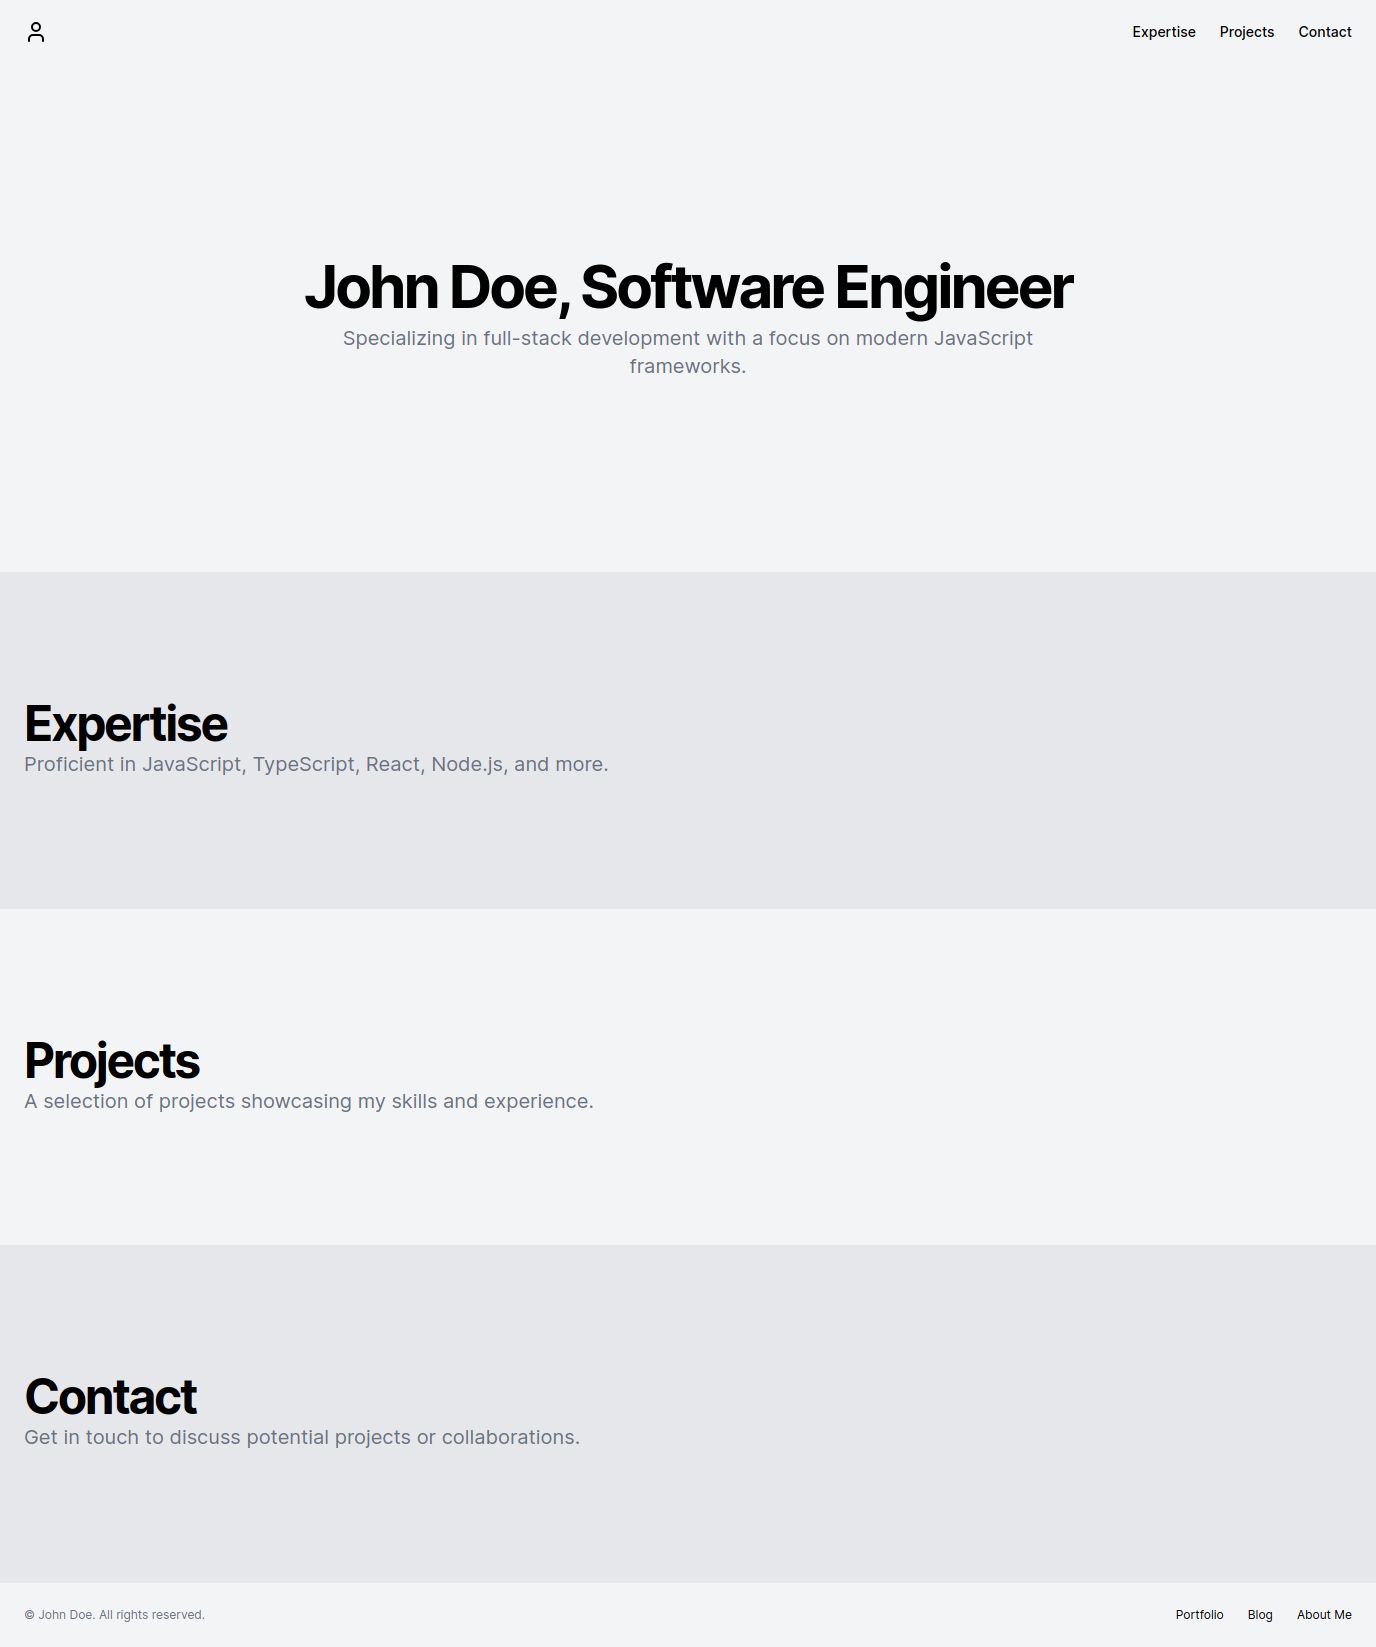 Expertise Projects Contact
John Doe, Software Engineer
Specializing in full-stack development with a focus on modern JavaScript
frameworks.
Expertise
Proficient in JavaScript, TypeScript, React, Node.js, and more.
Projects
A selection of projects showcasing my skills and experience.
Contact
Get in touch to discuss potential projects or collaborations.
© John Doe. All rights reserved. Portfolio Blog About Me